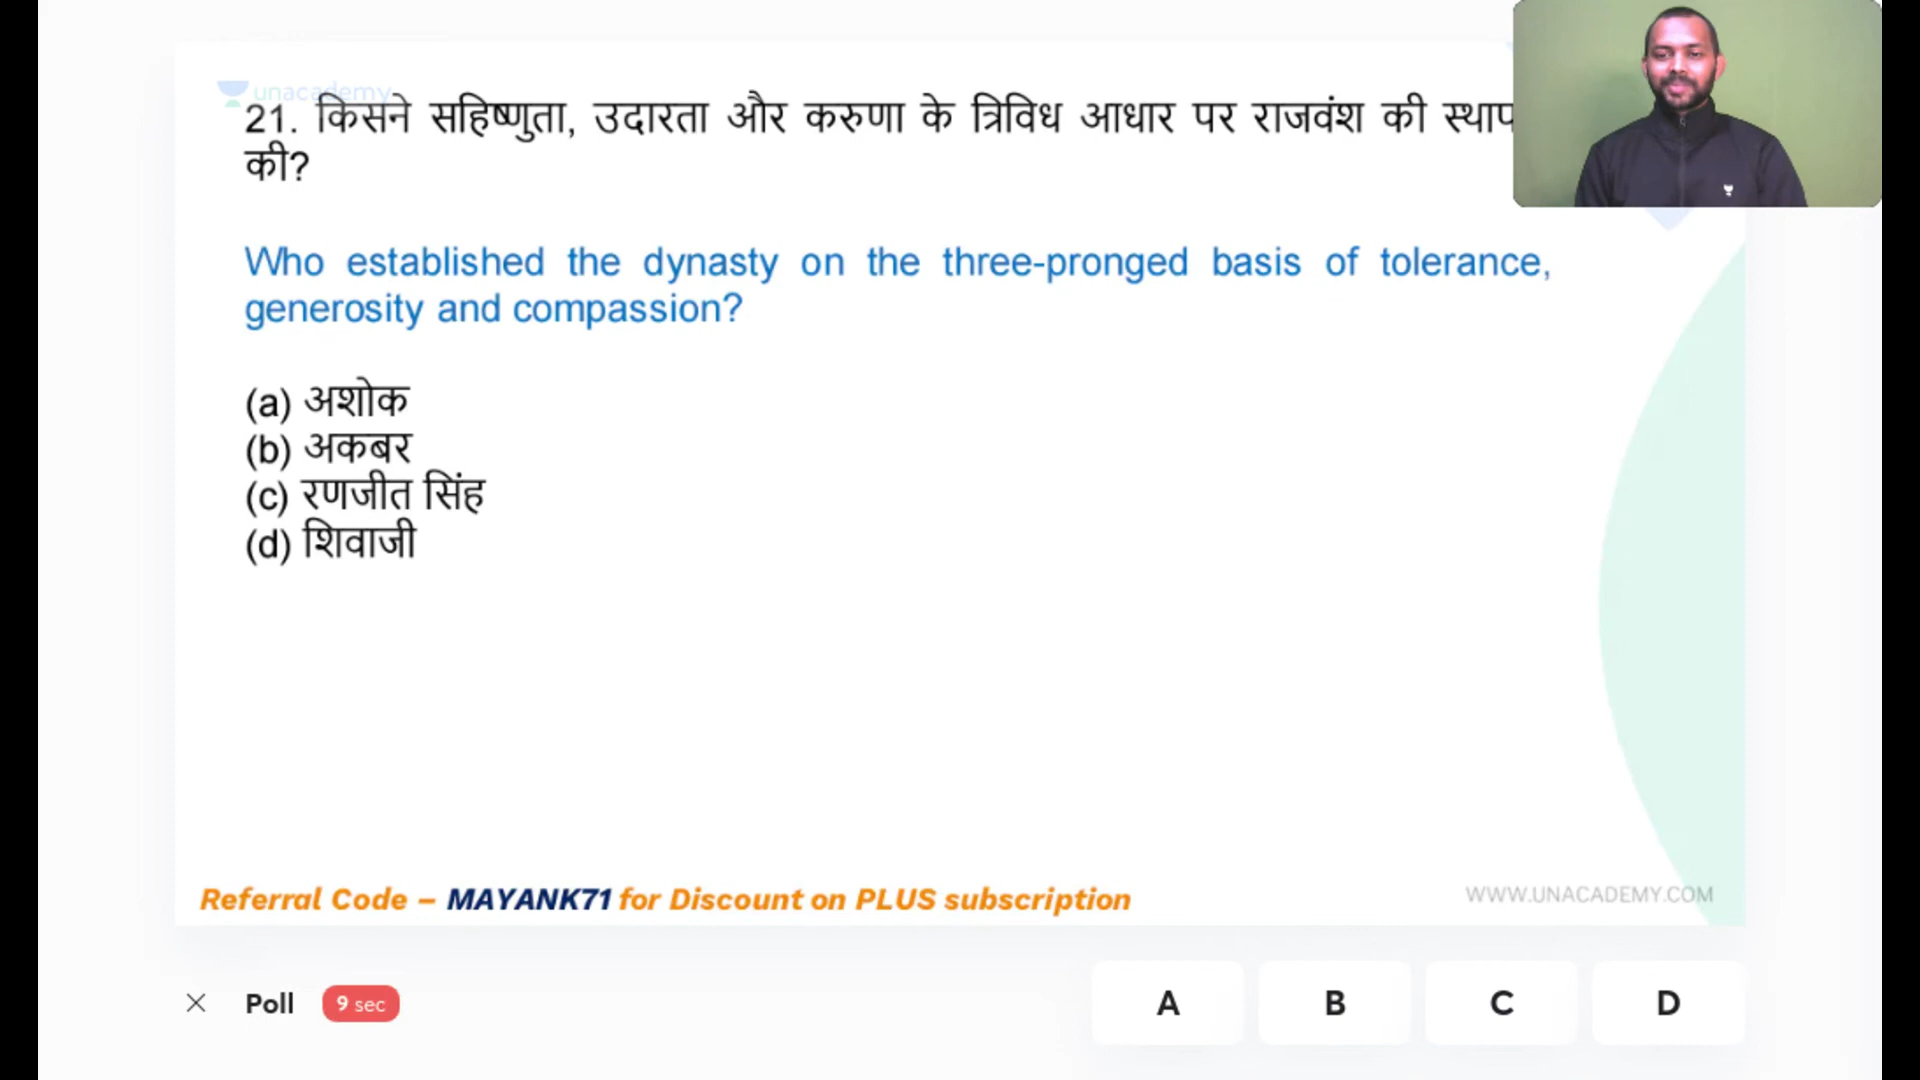 unacademy
21. किसने सहिष्णुता, उदारता और करुणा के त्रिविध आधार पर राजवंश की
की?
Who established the dynasty on the three-pronged basis of tolerance,
generosity and compassion?
(a) अशोक
(b) अकबर
(c) रणजीत सिंह
(d) शिवाजी
Referral Code – MAYANK71 for Discount on PLUS subscription
WWW.UNACADEMY.COM
Poll 9 sec A B C D